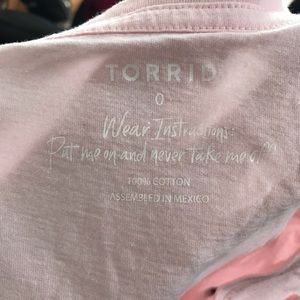 TORRID
0
Wear Instructions:
Put me on and never take me off
100% COTTON
ASSEMBLED IN MEXICO